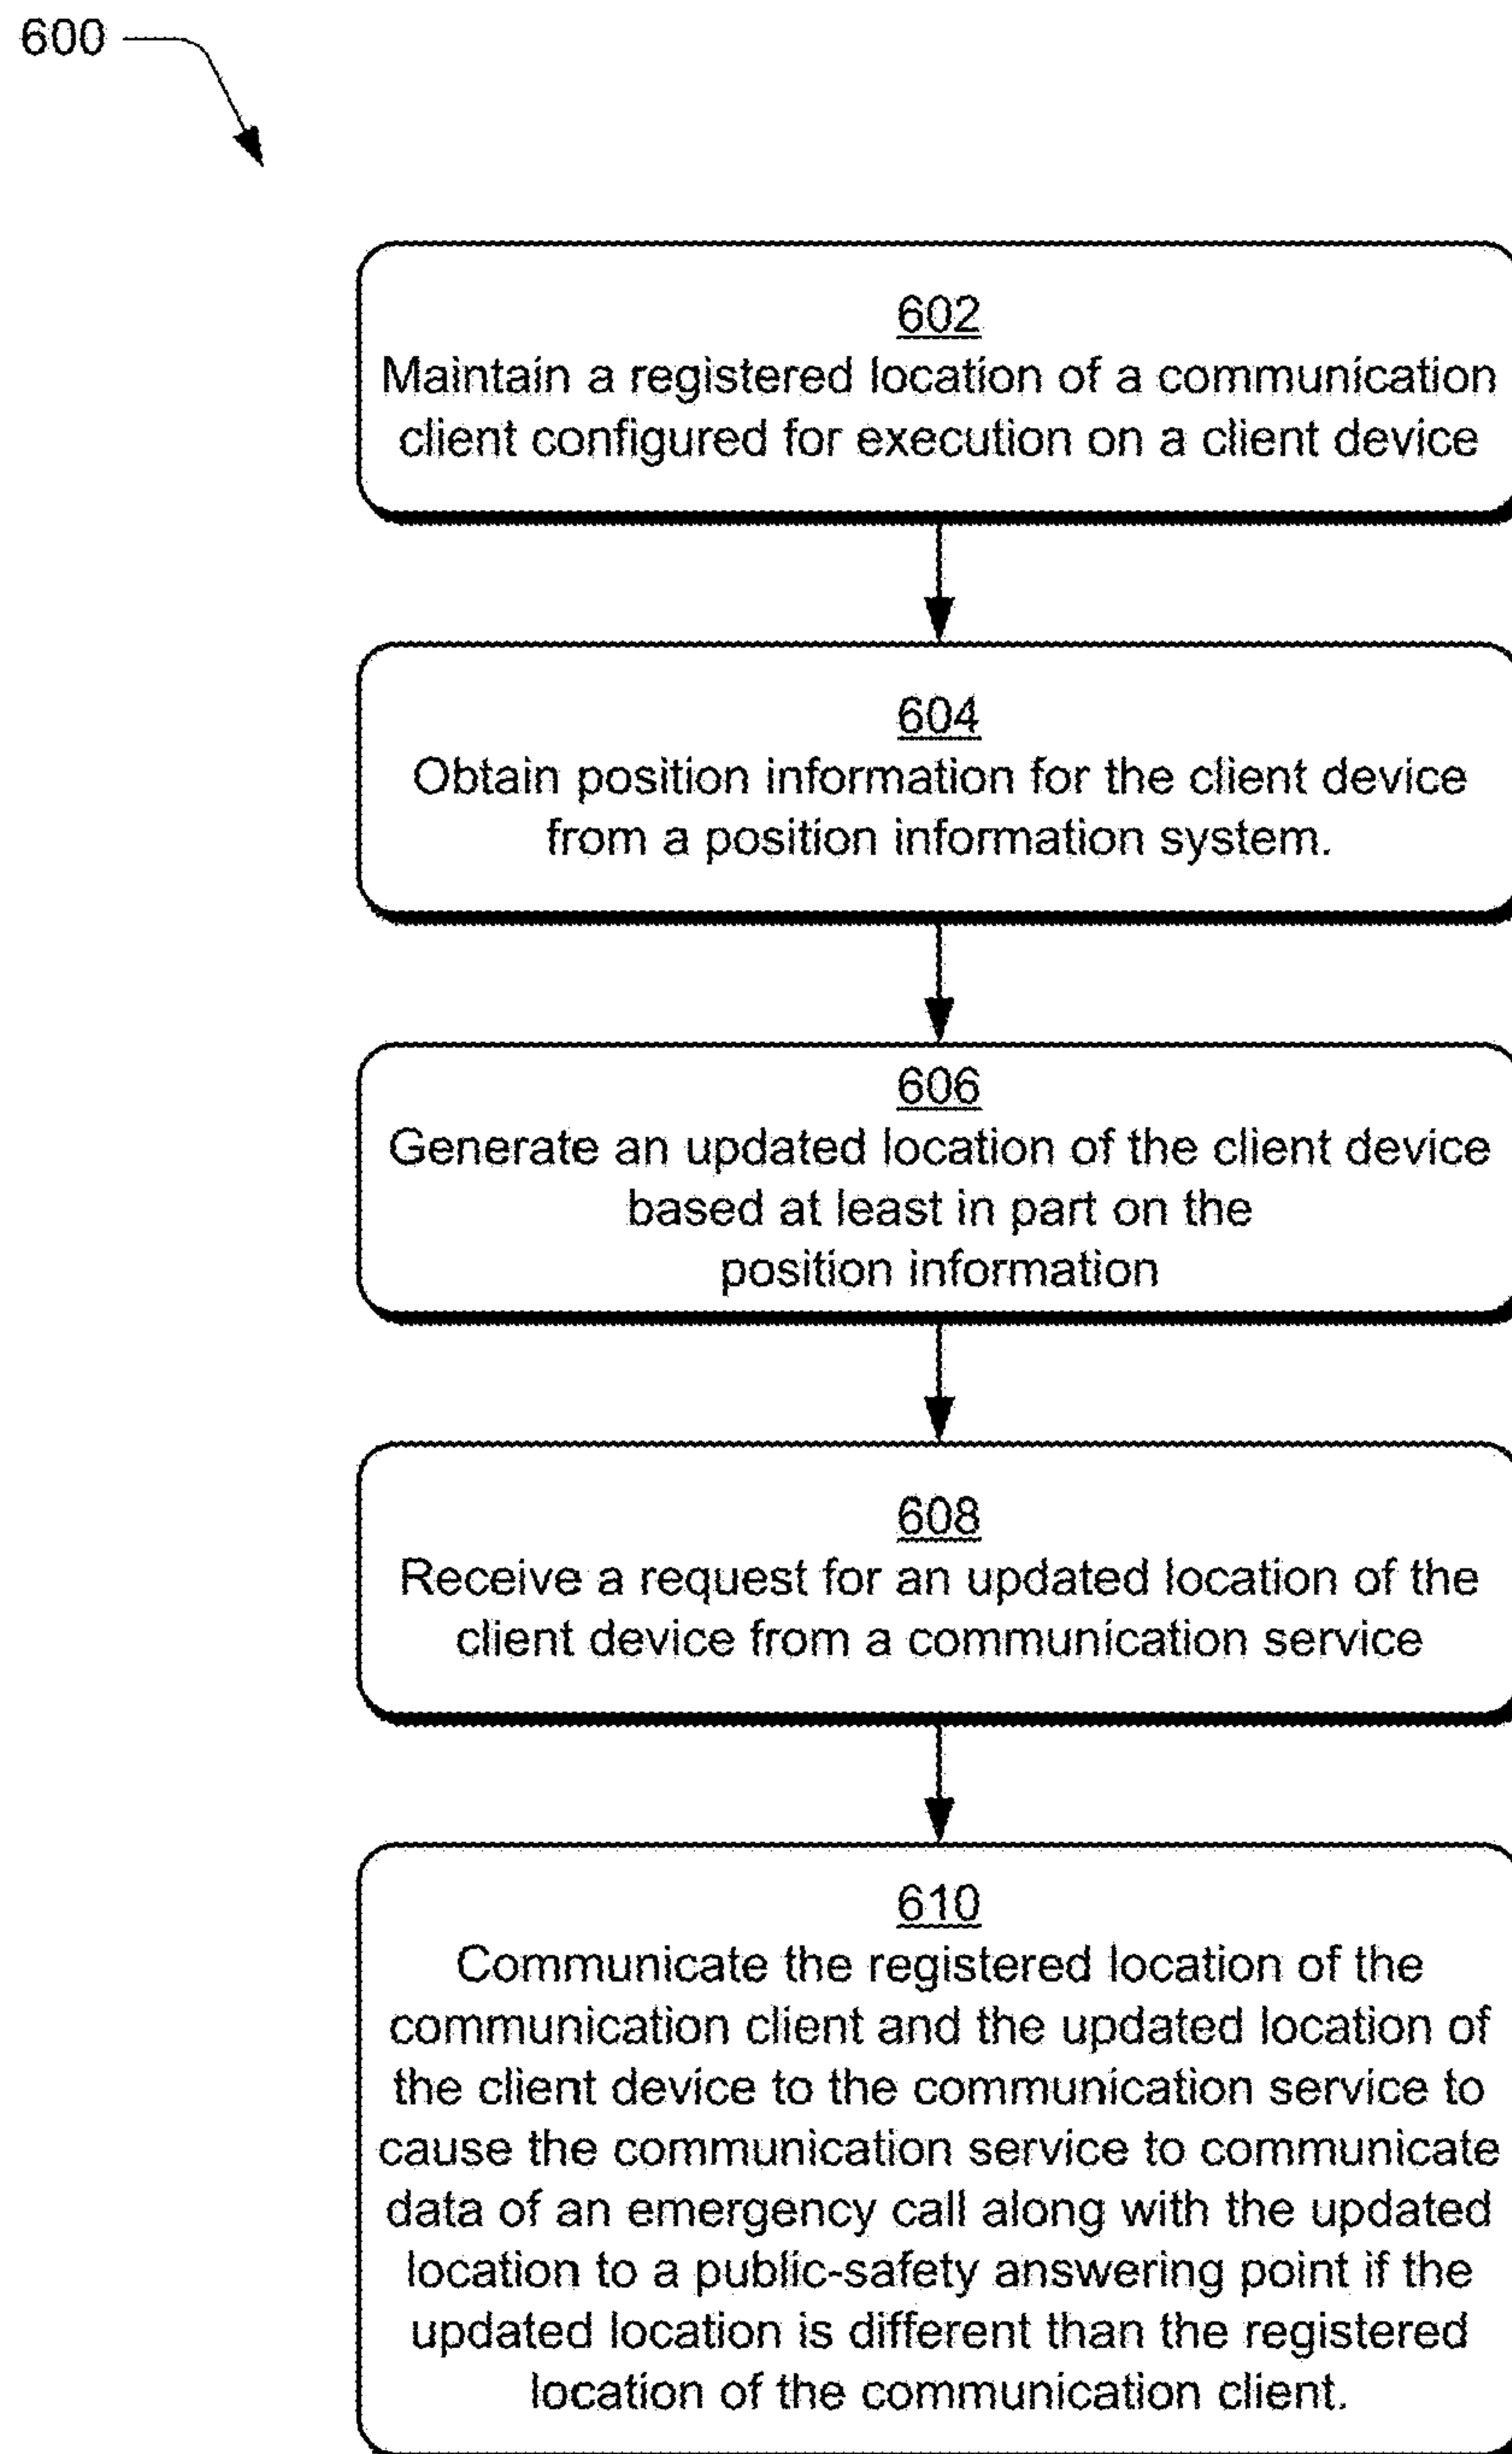 600
602
Maintain a registered location of a communication
client configured for execution on a client device
604
Obtain position information for the client device
from a position information system.
606
Generate an updated location of the client device
based at least in part on the
position information
608
Receive a request for an updated location of the
client device from a communication service
610
Communicate the registered location of the
communication client and the updated location of
the client device to the communication service to
cause the communication service to communicate
data of an emergency call along with the updated
location to a public-safety answering point if the
updated location is different than the registered
location of the communication client.